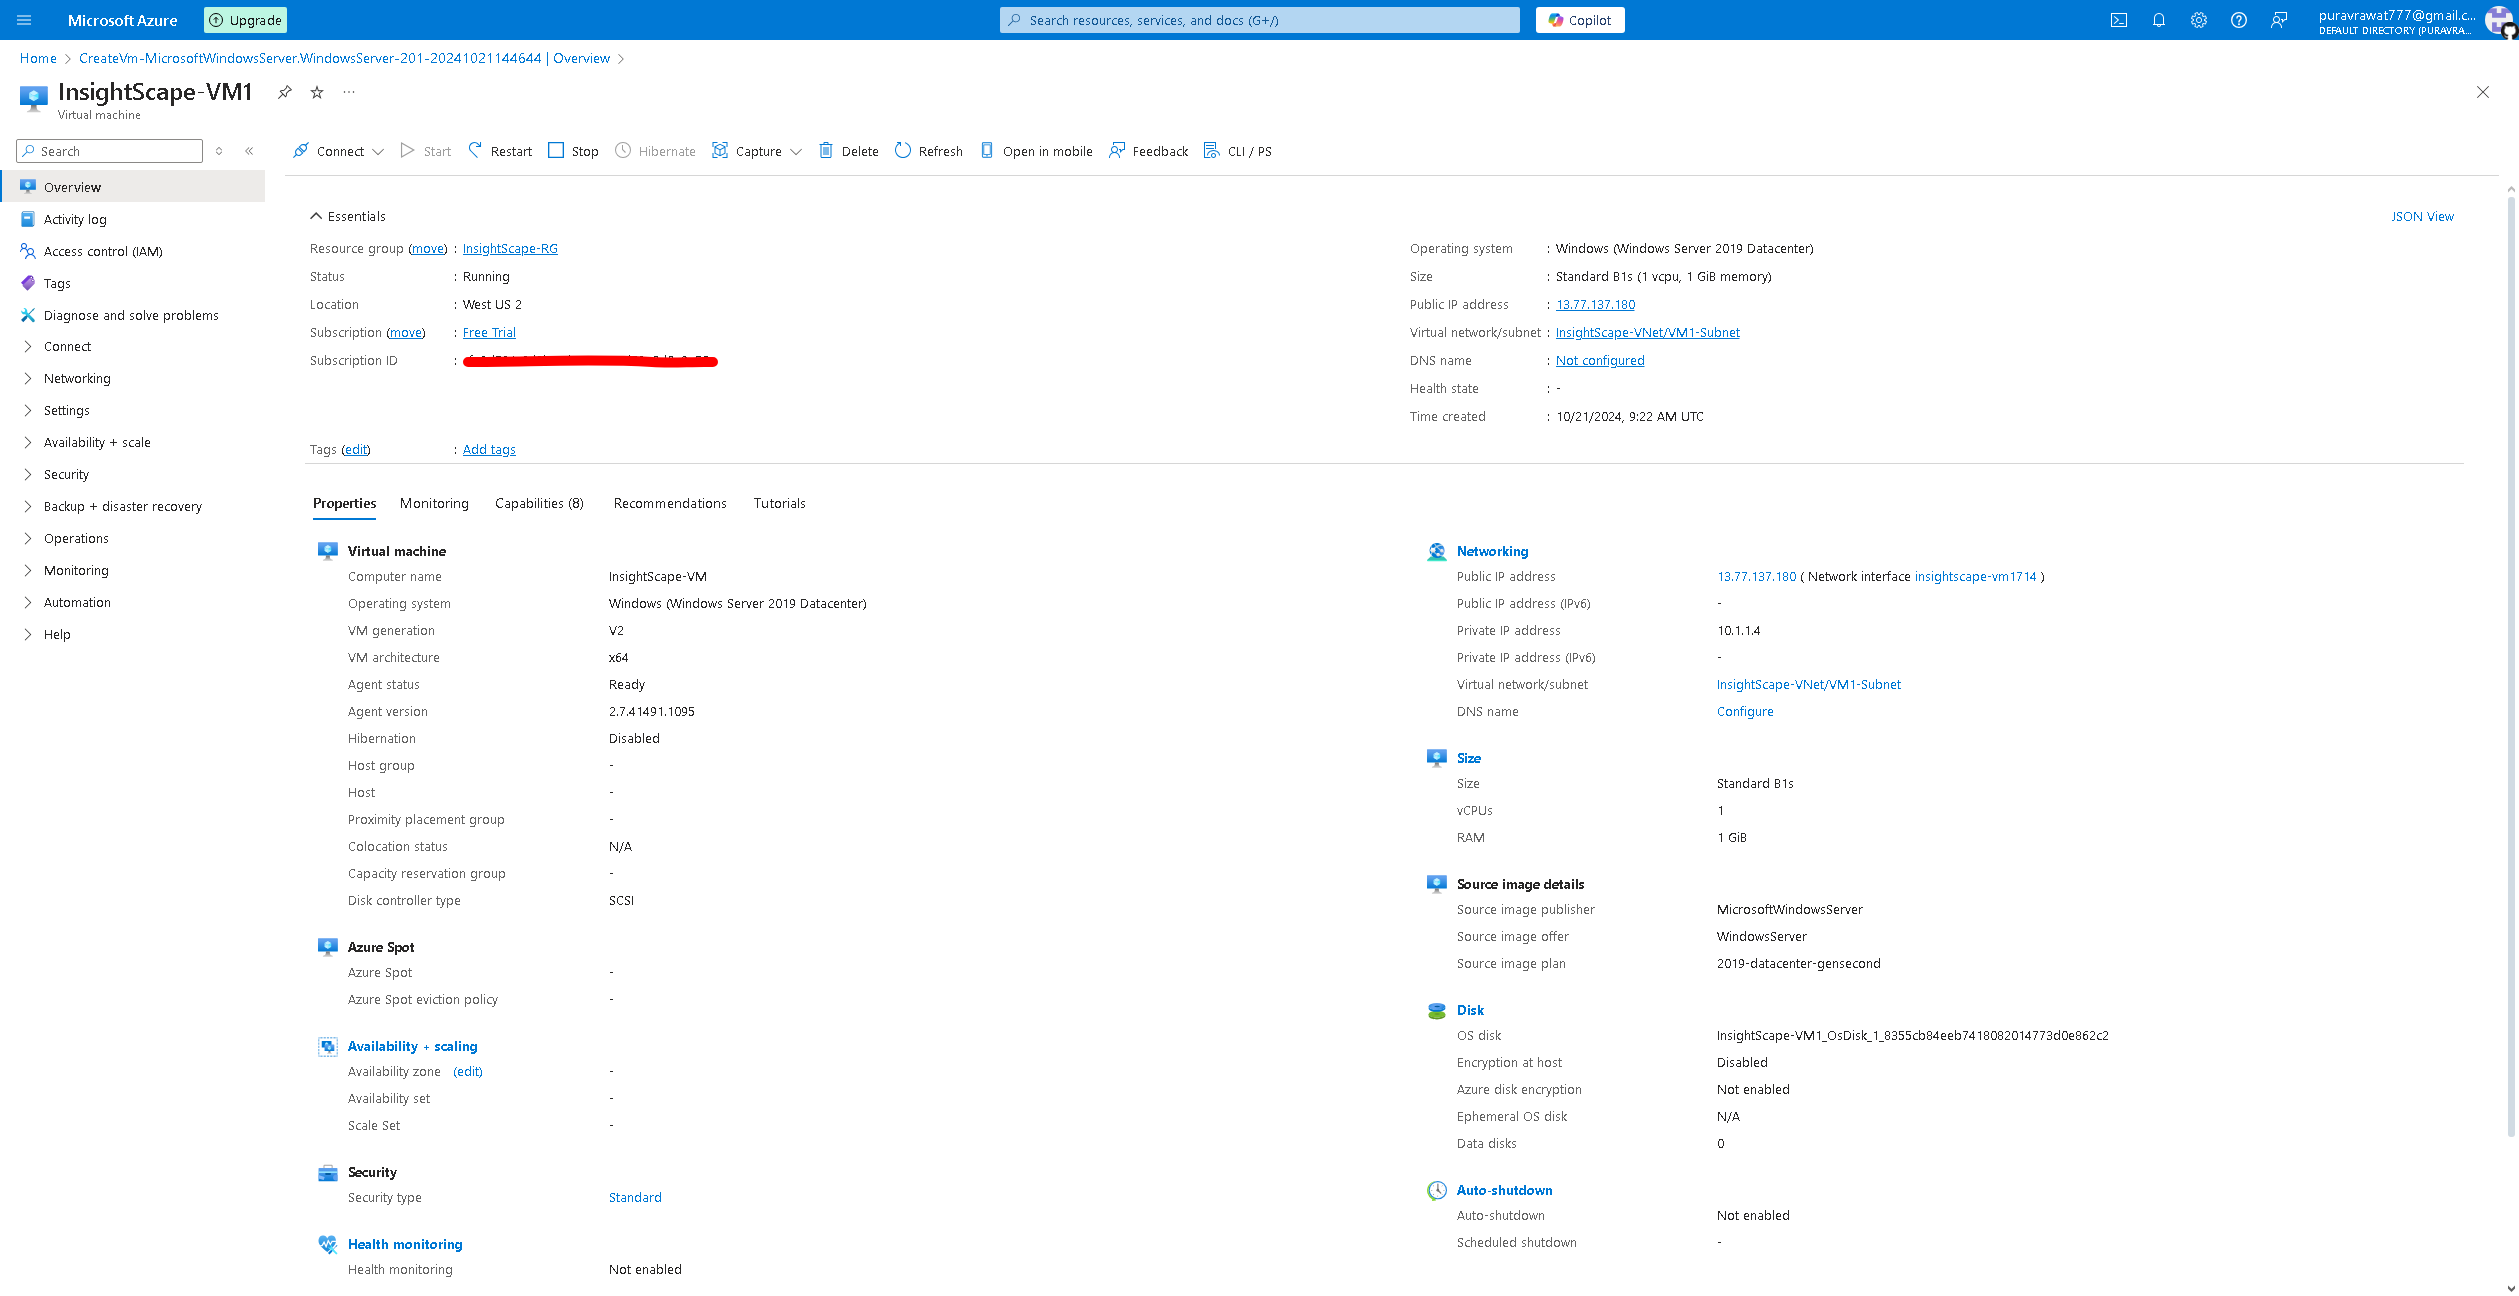 Microsoft Azure
Upgrade
Search resources, services, and docs (G+/)
Copilot
puravrawat777@gmail.c...
DEFAULT DIRECTORY (PURAVRA...
Home > CreateVm-MicrosoftWindowsServer.WindowsServer-201-20241021144644 | Overview >
InsightScape-VM1
Virtual machine
Search
Connect
Start
Restart
Stop
Hibernate
Capture
Delete
Refresh
Open in mobile
Feedback
CLI / PS
Overview
Activity log
Access control (IAM)
Tags
Diagnose and solve problems
Connect
Networking
Settings
Availability + scale
Security
Backup + disaster recovery
Operations
Monitoring
Automation
Help
Essentials
JSON View
Resource group (move) : InsightScape-RG
Status : Running
Location : West US 2
Subscription (move) : Free Trial
Subscription ID :
Operating system : Windows (Windows Server 2019 Datacenter)
Size : Standard B1s (1 vcpu, 1 GiB memory)
Public IP address : 13.77.137.180
Virtual network/subnet : InsightScape-VNet/VM1-Subnet
DNS name : Not configured
Health state : -
Time created : 10/21/2024, 9:22 AM UTC
Tags (edit) : Add tags
Properties Monitoring Capabilities (8) Recommendations Tutorials
Virtual machine
Computer name InsightScape-VM
Operating system Windows (Windows Server 2019 Datacenter)
VM generation V2
VM architecture x64
Agent status Ready
Agent version 2.7.41491.1095
Hibernation Disabled
Host group -
Host -
Proximity placement group -
Colocation status N/A
Capacity reservation group -
Disk controller type SCSI
Azure Spot
Azure Spot -
Azure Spot eviction policy -
Availability + scaling
Availability zone (edit) -
Availability set -
Scale Set -
Security
Security type Standard
Health monitoring
Health monitoring Not enabled
Networking
Public IP address 13.77.137.180 ( Network interface insightscape-vm1714 )
Public IP address (IPv6) -
Private IP address 10.1.1.4
Private IP address (IPv6) -
Virtual network/subnet InsightScape-VNet/VM1-Subnet
DNS name Configure
Size
Size Standard B1s
vCPUs 1
RAM 1 GiB
Source image details
Source image publisher MicrosoftWindowsServer
Source image offer WindowsServer
Source image plan 2019-datacenter-gensecond
Disk
OS disk InsightScape-VM1_OsDisk_1_8355cb84eeb7418082014773d0e862c2
Encryption at host Disabled
Azure disk encryption Not enabled
Ephemeral OS disk N/A
Data disks 0
Auto-shutdown
Auto-shutdown Not enabled
Scheduled shutdown -